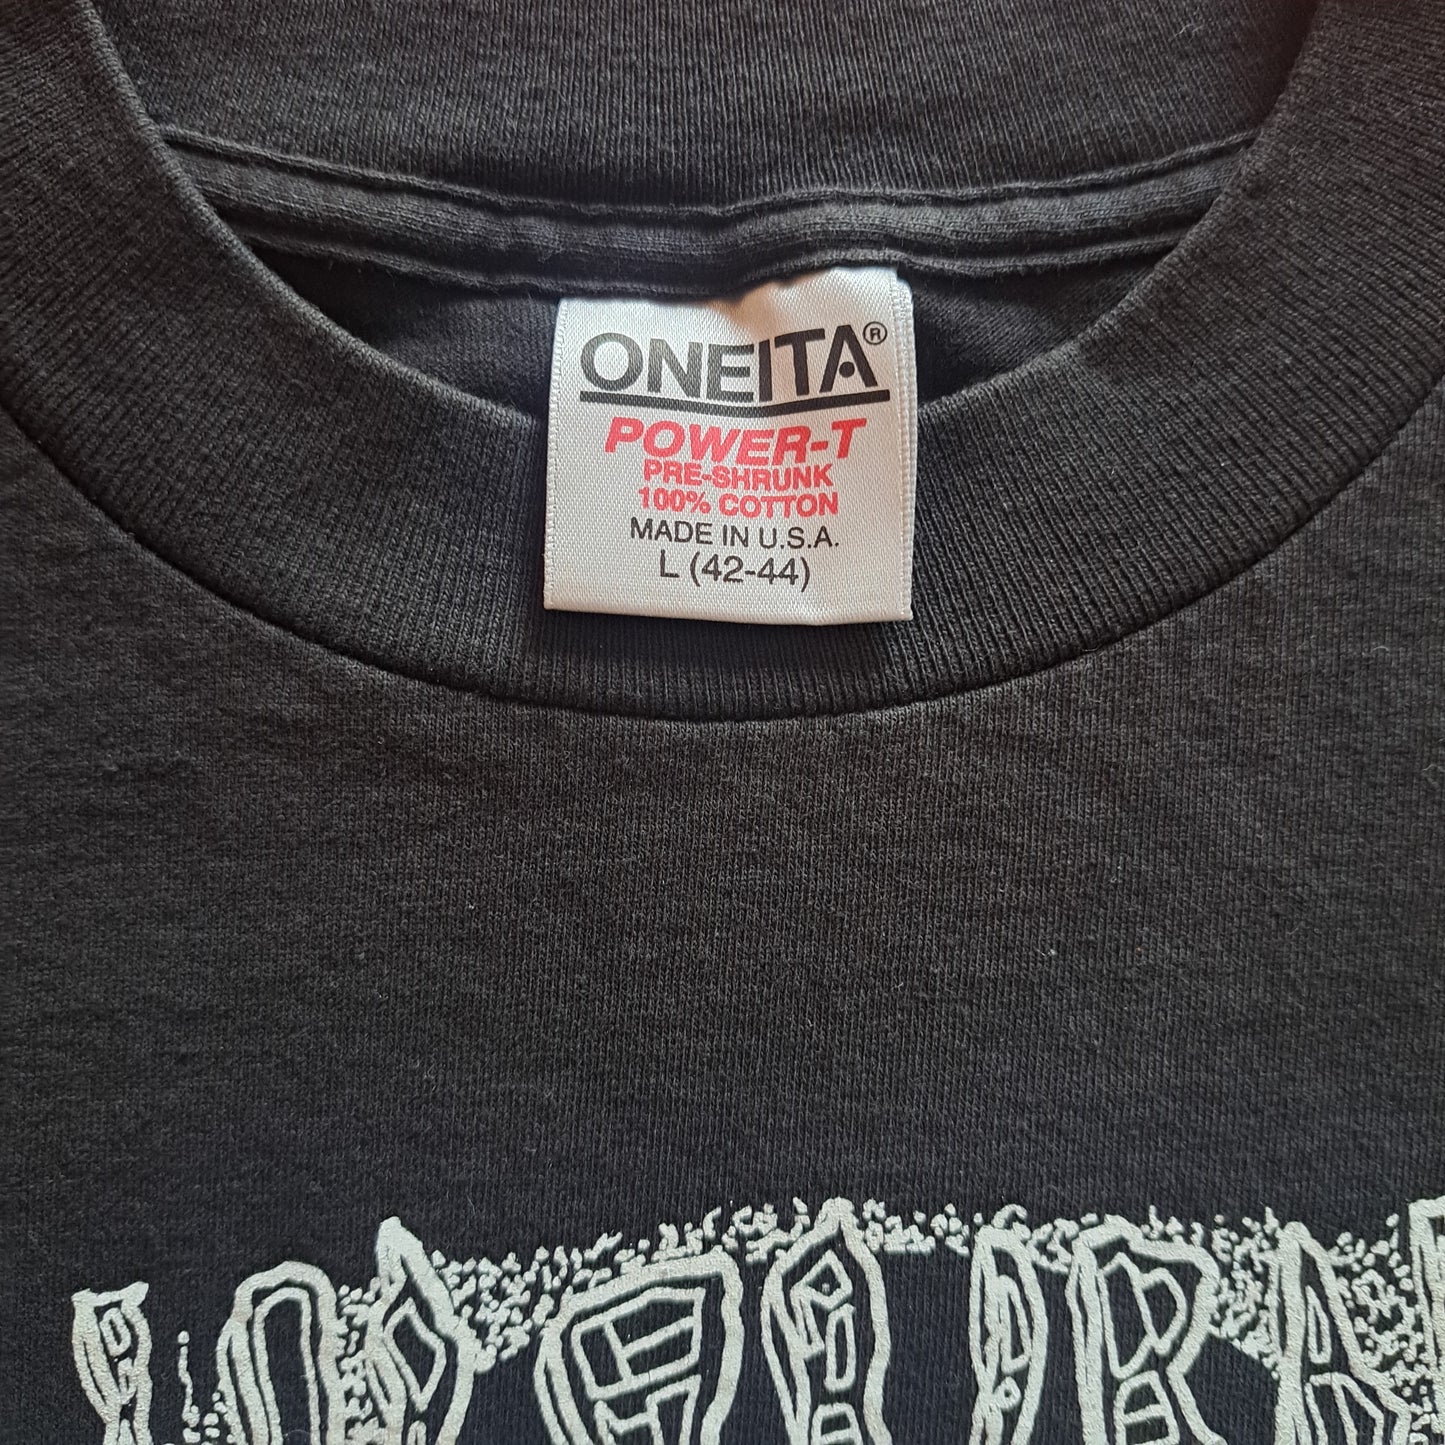 ONEITA®
POWER-T
PRE-SHRUNK
100% COTTON
MADE IN U.S.A.
L (42-44)